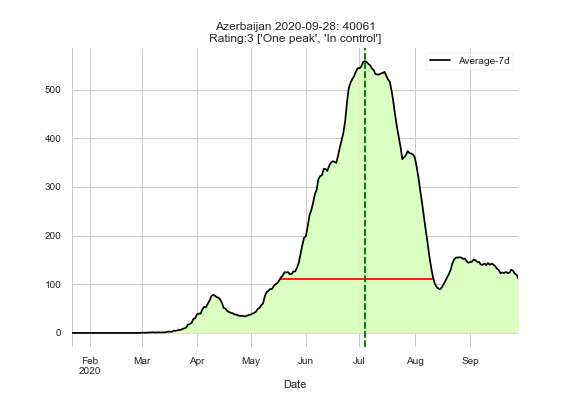 Azerbaijan 2020-09-28: 40061
Rating:3 ['One peak', 'In control']
Average-7d
500
400
300
200
100
0
Feb Mar Apr May Jun Jul Aug Sep
2020
Date